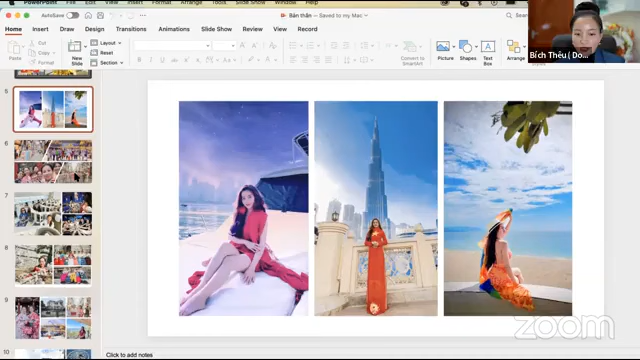 PowerPoint File Edit View Insert Format Arrange Tools Slide Show Window
AutoSave Bản thân — Saved to my Mac
Home Insert Draw Design Transitions Animations Slide Show Review View Record
Paste Cut Copy Format New Slide Layout Reset Section Convert to SmartArt Picture Shapes Text Box Arrange
Bích Thêu ( Do...
5
6
7
8
9
10
zoom
Click to add notes